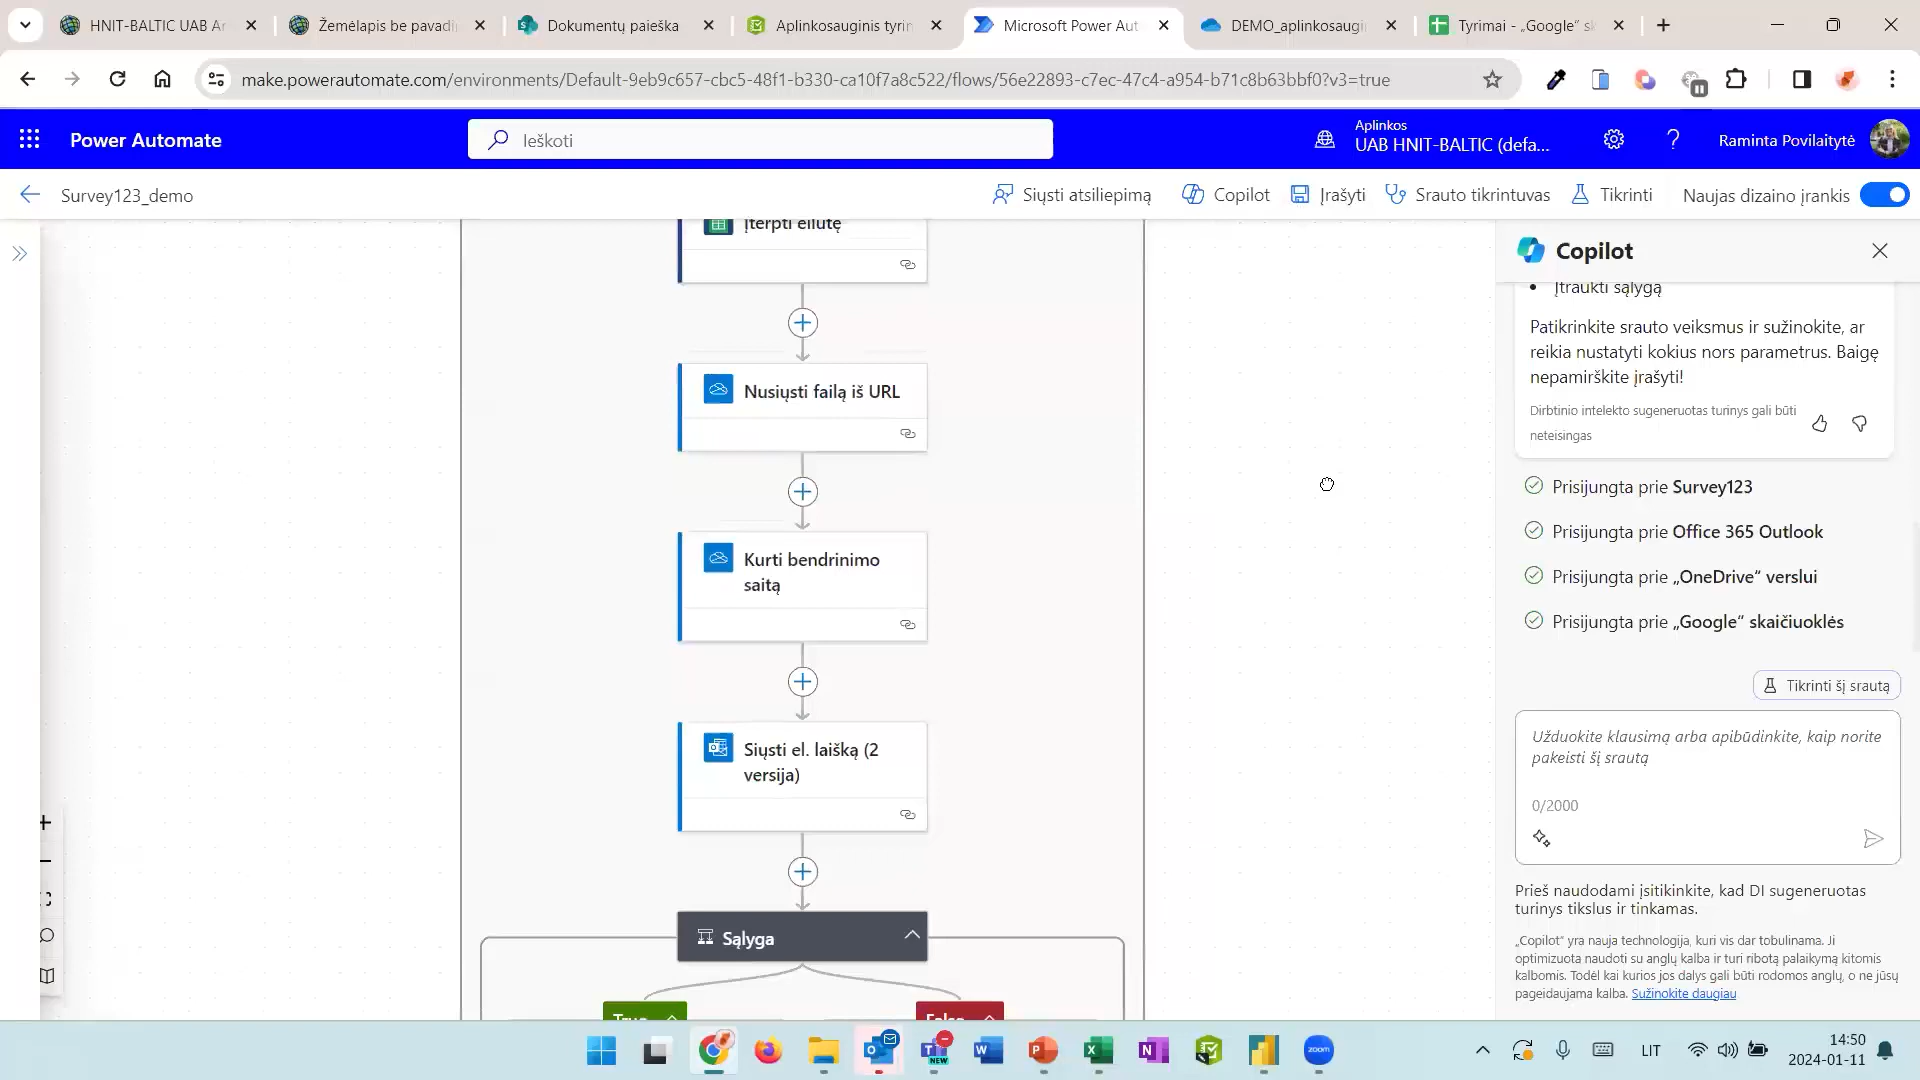 HNIT-BALTIC UAB Ar
Žemėlapis be pavadi
Dokumentų paieška
Aplinkosauginis tyrin
Microsoft Power Aut
DEMO_aplinkosaugi
Tyrimai - „Google“ sk
make.powerautomate.com/environments/Default-9eb9c657-cbc5-48f1-b330-ca10f7a8c522/flows/56e22893-c7ec-47c4-a954-b71c8b63bbf0?v3=true
Power Automate
Ieškoti
Aplinkos
UAB HNIT-BALTIC (defa...
Raminta Povilaitytė
Survey123_demo
Siųsti atsiliepimą
Copilot
Įrašyti
Srauto tikrintuvas
Tikrinti
Naujas dizaino įrankis
Įterpti eilutę
Nusiųsti failą iš URL
Kurti bendrinimo
saitą
Siųsti el. laišką (2
versija)
Sąlyga
True
False
Copilot
• Įtraukti sąlygą
Patikrinkite srauto veiksmus ir sužinokite, ar
reikia nustatyti kokius nors parametrus. Baigę
nepamirškite įrašyti!
Dirbtinio intelekto sugeneruotas turinys gali būti
neteisingas
Prisijungta prie Survey123
Prisijungta prie Office 365 Outlook
Prisijungta prie „OneDrive“ verslui
Prisijungta prie „Google“ skaičiuoklės
Tikrinti šį srautą
Užduokite klausimą arba apibūdinkite, kaip norite
pakeisti šį srautą
0/2000
Prieš naudodami įsitikinkite, kad DI sugeneruotas
turinys tikslus ir tinkamas.
„Copilot“ yra nauja technologija, kuri vis dar tobulinama. Ji
optimizuota naudoti su anglų kalba ir turi ribotą palaikymą kitomis
kalbomis. Todėl kai kurios jos dalys gali būti rodomos anglų, o ne jūsų
pageidaujama kalba. Sužinokite daugiau
NEW
zoom
LIT
14:50
2024-01-11